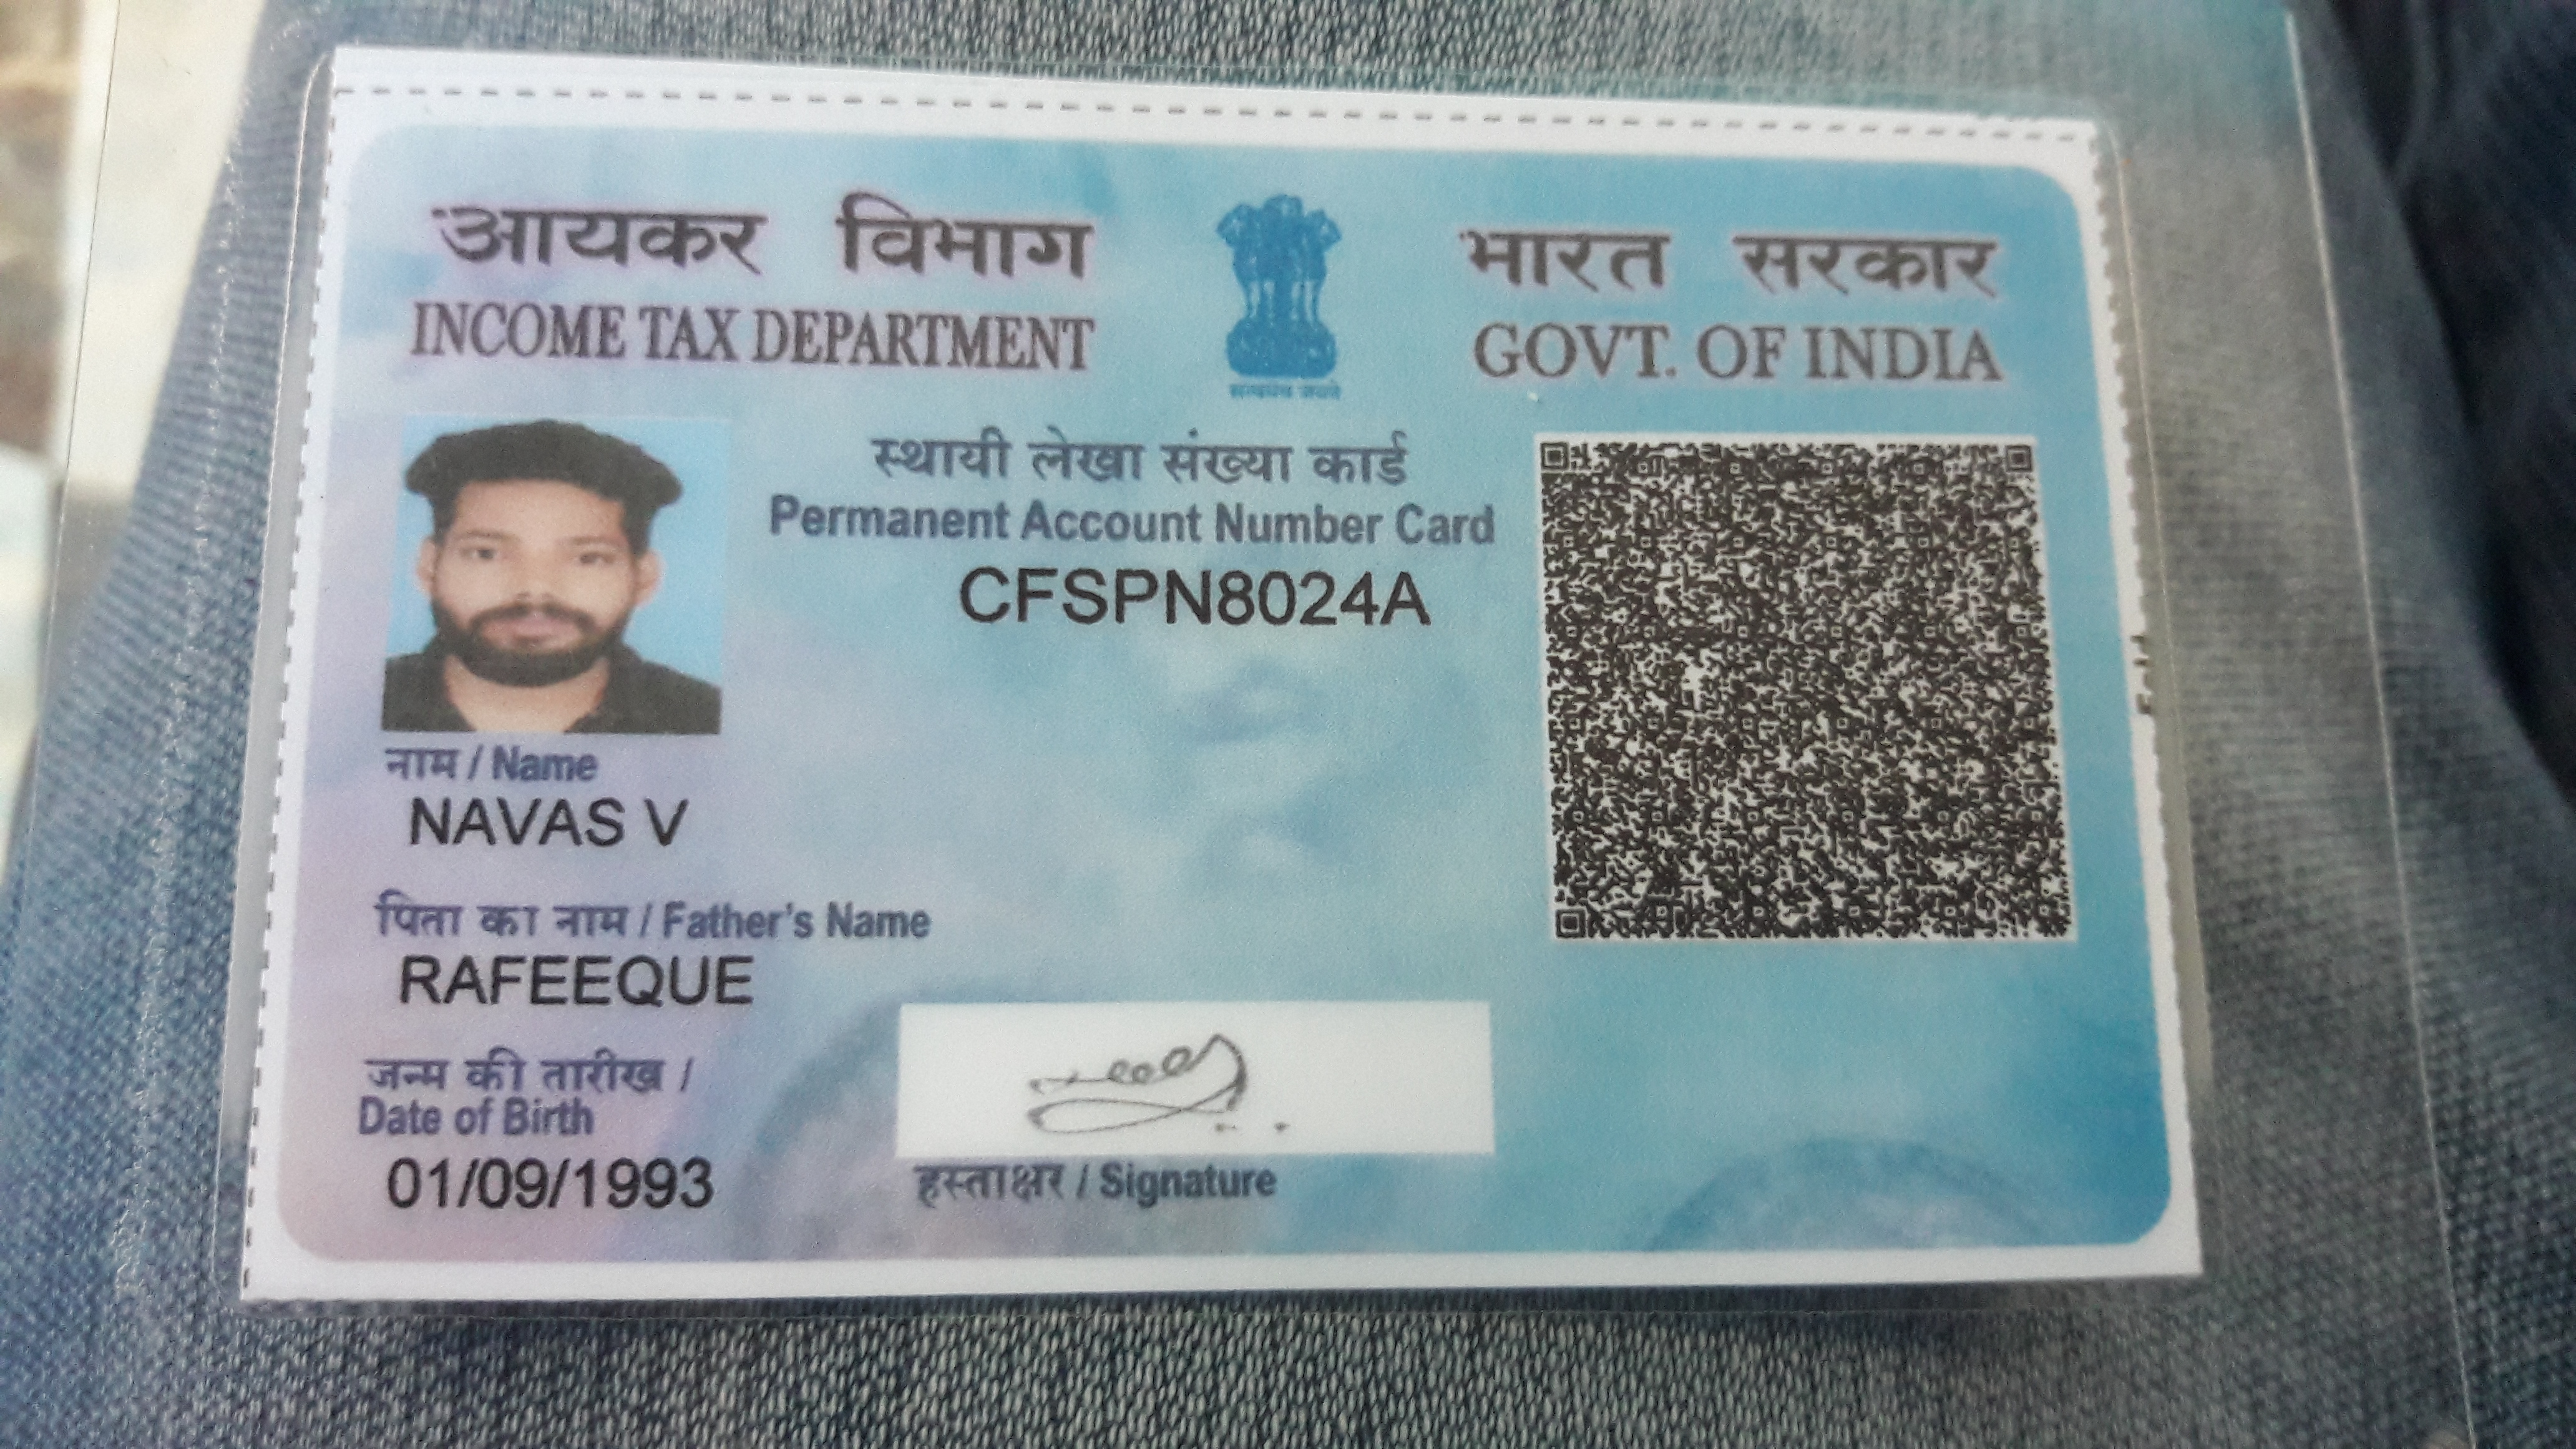 आयकर विभाग
INCOME TAX DEPARTMENT
भारत सरकार
GOVT. OF INDIA
स्थायी लेखा संख्या कार्ड
Permanent Account Number Card
CFSPN8024A
नाम / Name
NAVAS V
पिता का नाम / Father's Name
RAFEEQUE
जन्म की तारीख /
Date of Birth
01/09/1993
हस्ताक्षर / Signature